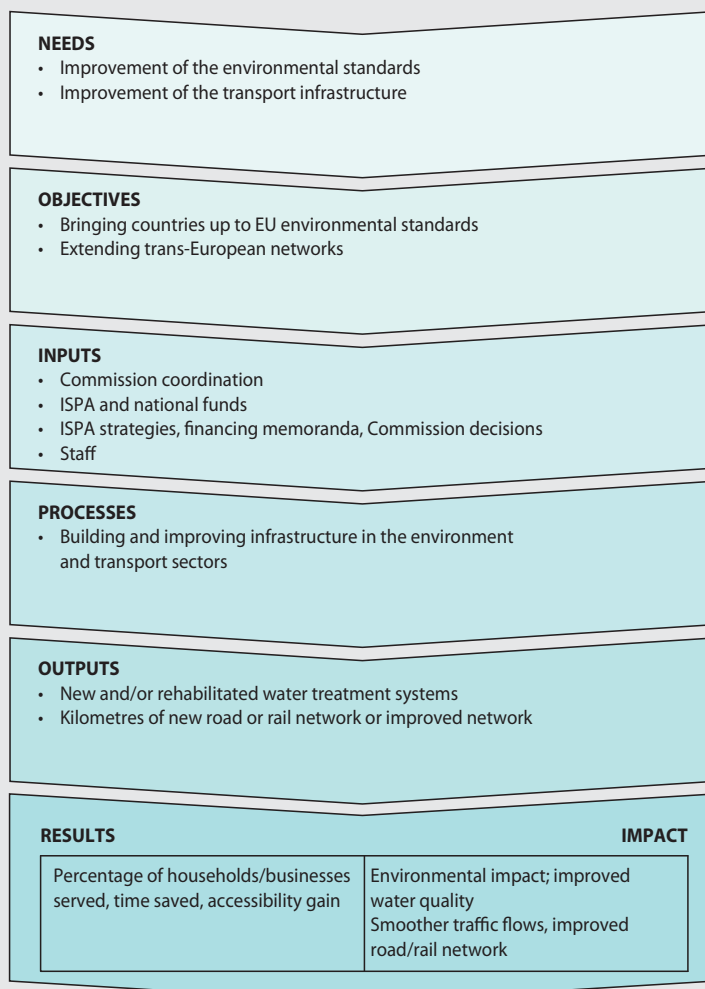 NEEDS
• Improvement of the environmental standards
• Improvement of the transport infrastructure
OBJECTIVES
• Bringing countries up to EU environmental standards
• Extending trans-European networks
INPUTS
• Commission coordination
• ISPA and national funds
• ISPA strategies, financing memoranda, Commission decisions
• Staff
PROCESSES
• Building and improving infrastructure in the environment
and transport sectors
OUTPUTS
• New and/or rehabilitated water treatment systems
• Kilometres of new road or rail network or improved network
RESULTS
Percentage of households/businesses
served, time saved, accessibility gain
IMPACT
Environmental impact; improved
water quality
Smoother traffic flows, improved
road/rail network